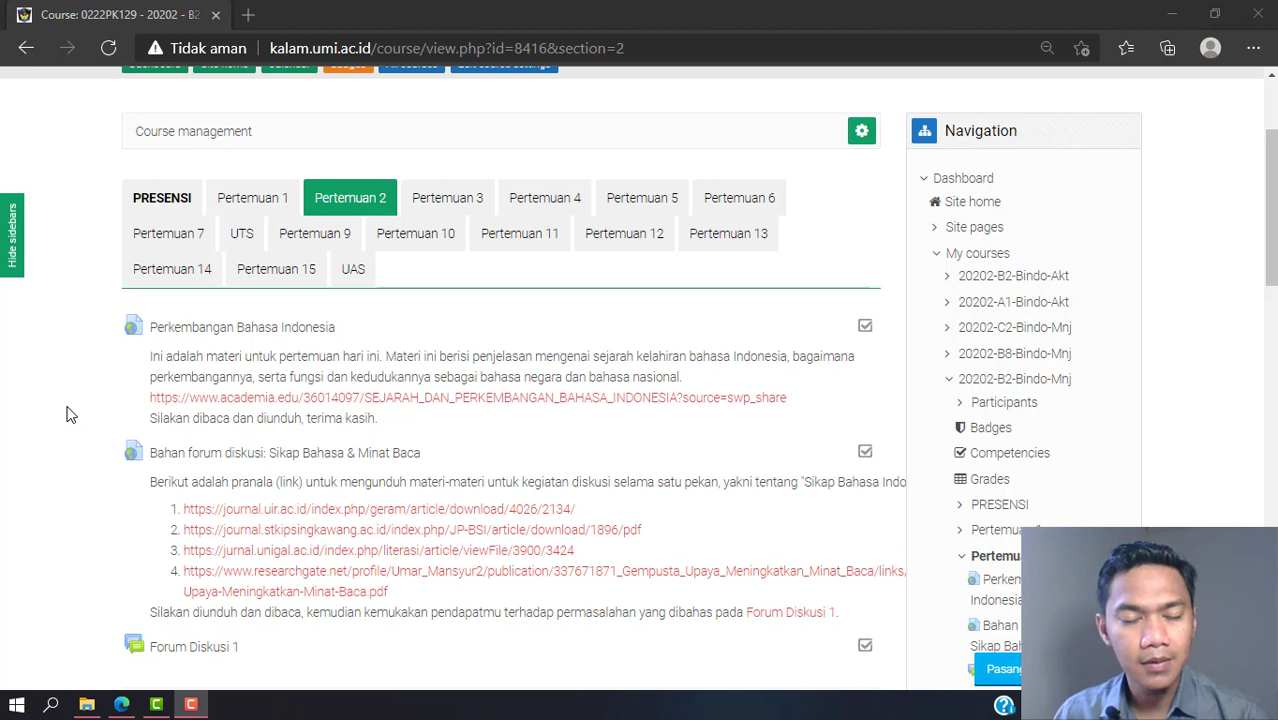 Course: 0222PK129 - 20202 - B2
Tidak aman
kalam.umi.ac.id/course/view.php?id=8416&section=2
Course management
Navigation
PRESENSI
Pertemuan 1
Pertemuan 2
Pertemuan 3
Pertemuan 4
Pertemuan 5
Pertemuan 6
Pertemuan 7
UTS
Pertemuan 9
Pertemuan 10
Pertemuan 11
Pertemuan 12
Pertemuan 13
Pertemuan 14
Pertemuan 15
UAS
Hide sidebars
Perkembangan Bahasa Indonesia
Ini adalah materi untuk pertemuan hari ini. Materi ini berisi penjelasan mengenai sejarah kelahiran bahasa Indonesia, bagaimana
perkembangannya, serta fungsi dan kedudukannya sebagai bahasa negara dan bahasa nasional.
https://www.academia.edu/36014097/SEJARAH_DAN_PERKEMBANGAN_BAHASA_INDONESIA?source=swp_share
Silakan dibaca dan diunduh, terima kasih.
Bahan forum diskusi: Sikap Bahasa & Minat Baca
Berikut adalah pranala (link) untuk mengunduh materi-materi untuk kegiatan diskusi selama satu pekan, yakni tentang "Sikap Bahasa Indo
1. https://journal.uir.ac.id/index.php/geram/article/download/4026/2134/
2. https://journal.stkipsingkawang.ac.id/index.php/JP-BSI/article/download/1896/pdf
3. https://jurnal.unigal.ac.id/index.php/literasi/article/viewFile/3900/3424
4. https://www.researchgate.net/profile/Umar_Mansyur2/publication/337671871_Gempusta_Upaya_Meningkatkan_Minat_Baca/links/
Upaya-Meningkatkan-Minat-Baca.pdf
Silakan diunduh dan dibaca, kemudian kemukakan pendapatmu terhadap permasalahan yang dibahas pada Forum Diskusi 1.
Forum Diskusi 1
Dashboard
Site home
Site pages
My courses
20202-B2-Bindo-Akt
20202-A1-Bindo-Akt
20202-C2-Bindo-Mnj
20202-B8-Bindo-Mnj
20202-B2-Bindo-Mnj
Participants
Badges
Competencies
Grades
PRESENSI
Pertemuan 1
Pertemua
Perkem
Indonesia
Bahan
Sikap Bah
Pasang